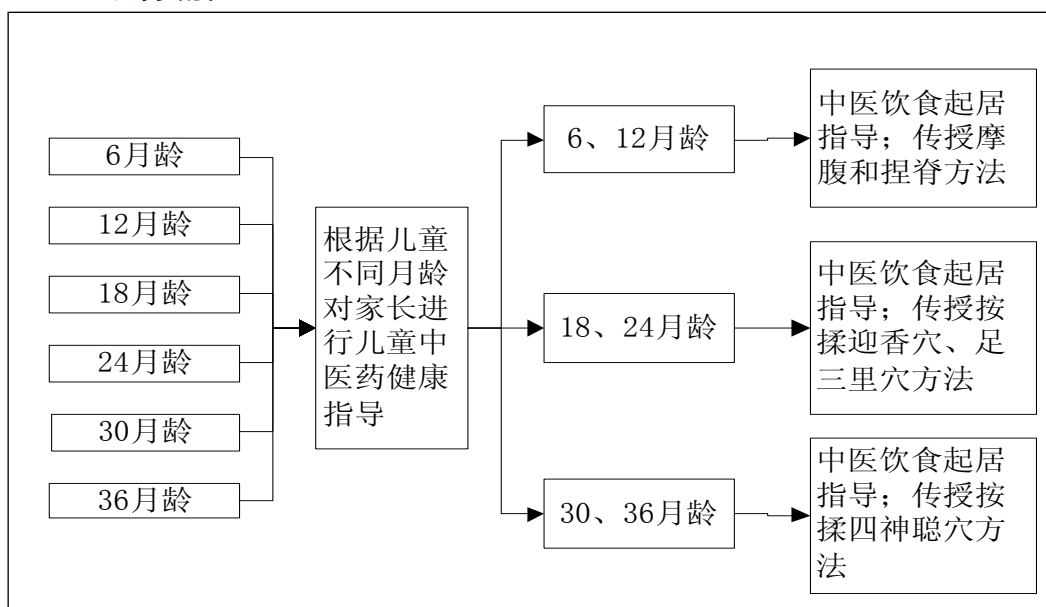 6月龄
12月龄
18月龄
24月龄
30月龄
36月龄
根据儿童
不同月龄
对家长进
行儿童中
医药健康
指导
6、12月龄
18、24月龄
30、36月龄
中医饮食起居
指导；传授摩
腹和捏脊方法
中医饮食起居
指导；传授按
揉迎香穴、足
三里穴方法
中医饮食起居
指导；传授按
揉四神聪穴方
法